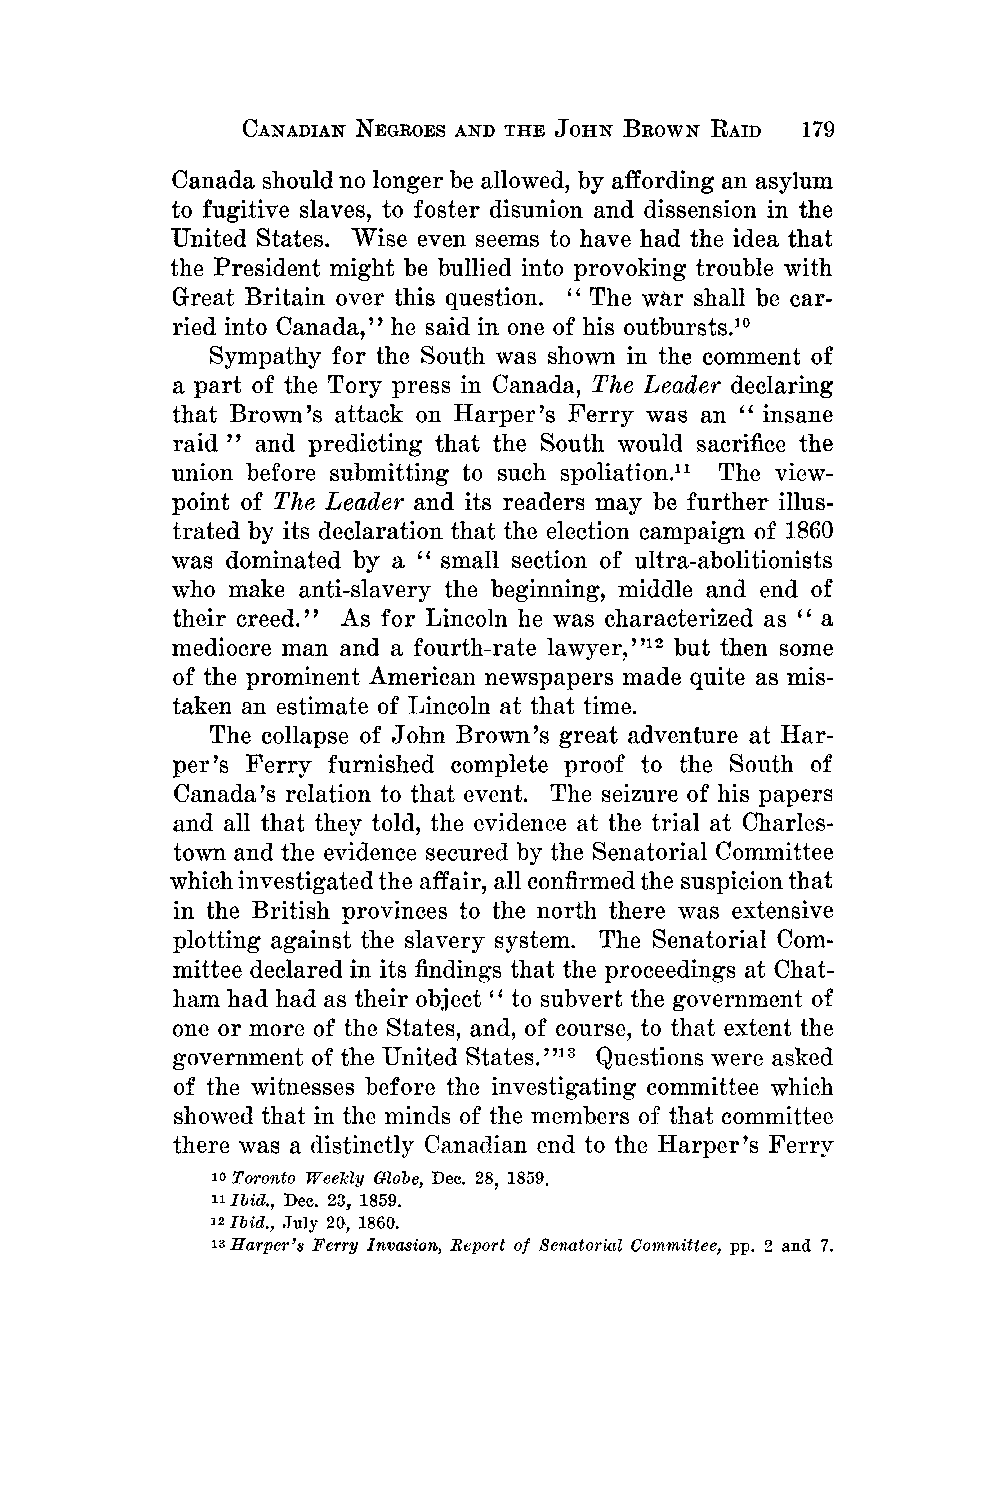 CANADIAN NEGROES AND THE JOHN BROWN RAID 179
Canada should no longer be allowed, by affording an asylum
to fugitive slaves, to foster disunion and dissension in the
United States. Wise even seems to have had the idea that
the President might be bullied into provoking trouble with
Great Britain over this question. “ The war shall be car-
ried into Canada,” he said in one of his outbursts.¹⁰
Sympathy for the South was shown in the comment of
a part of the Tory press in Canada, The Leader declaring
that Brown’s attack on Harper’s Ferry was an “ insane
raid ” and predicting that the South would sacrifice the
union before submitting to such spoliation.¹¹ The view-
point of The Leader and its readers may be further illus-
trated by its declaration that the election campaign of 1860
was dominated by a “ small section of ultra-abolitionists
who make anti-slavery the beginning, middle and end of
their creed.” As for Lincoln he was characterized as “ a
mediocre man and a fourth-rate lawyer,”¹² but then some
of the prominent American newspapers made quite as mis-
taken an estimate of Lincoln at that time.
The collapse of John Brown’s great adventure at Har-
per’s Ferry furnished complete proof to the South of
Canada’s relation to that event. The seizure of his papers
and all that they told, the evidence at the trial at Charles-
town and the evidence secured by the Senatorial Committee
which investigated the affair, all confirmed the suspicion that
in the British provinces to the north there was extensive
plotting against the slavery system. The Senatorial Com-
mittee declared in its findings that the proceedings at Chat-
ham had had as their object “ to subvert the government of
one or more of the States, and, of course, to that extent the
government of the United States.”¹³ Questions were asked
of the witnesses before the investigating committee which
showed that in the minds of the members of that committee
there was a distinctly Canadian end to the Harper’s Ferry
¹⁰ Toronto Weekly Globe, Dec. 28, 1859.
¹¹ Ibid., Dec. 23, 1859.
¹² Ibid., July 20, 1860.
¹³ Harper’s Ferry Invasion, Report of Senatorial Committee, pp. 2 and 7.